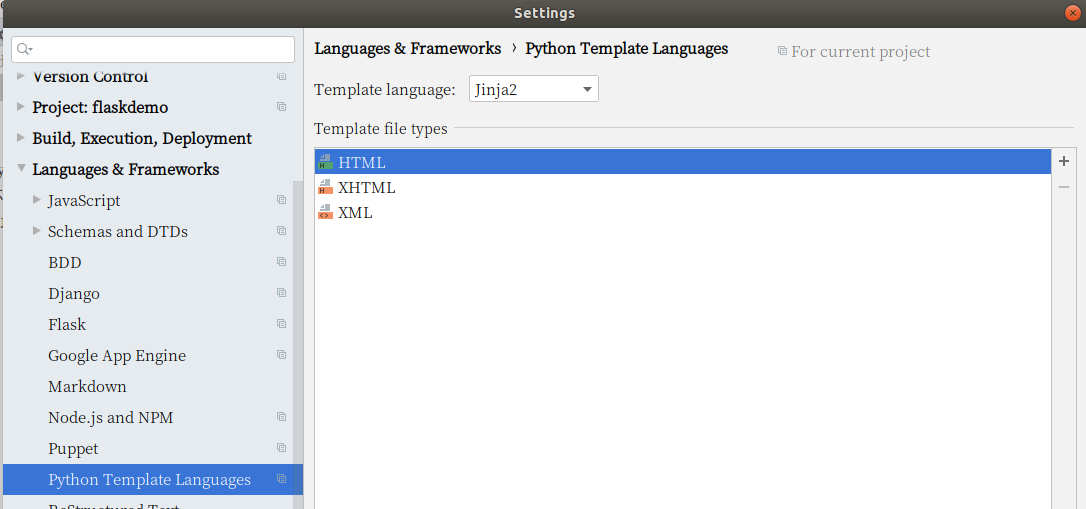 Settings
Languages & Frameworks › Python Template Languages
For current project
Template language: Jinja2
Template file types
HTML
XHTML
XML
Version Control
Project: flaskdemo
Build, Execution, Deployment
Languages & Frameworks
JavaScript
Schemas and DTDs
BDD
Django
Flask
Google App Engine
Markdown
Node.js and NPM
Puppet
Python Template Languages
ReStructured Text